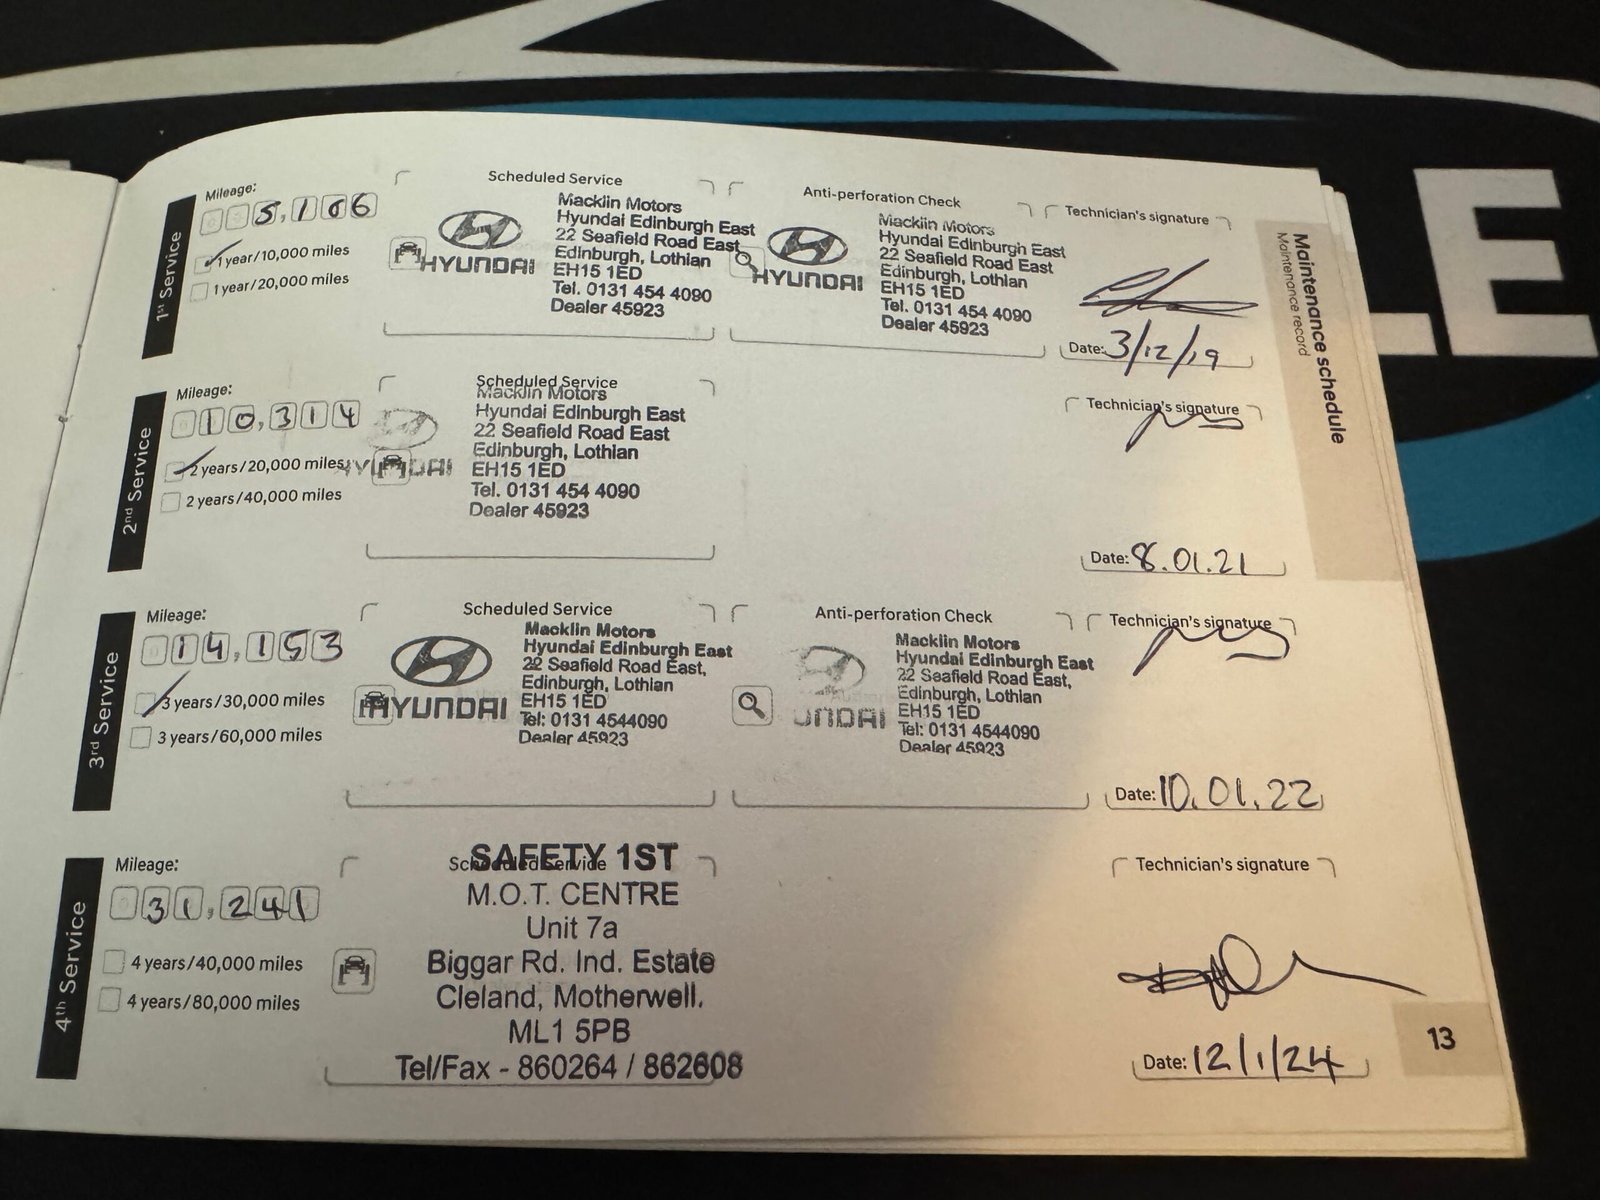 LE
Maintenance schedule
Maintenance record
1st Service
Mileage:
5,166
1 year/10,000 miles
1 year/20,000 miles
Scheduled Service
HYUNDAI
Macklin Motors
Hyundai Edinburgh East
22 Seafield Road East
Edinburgh, Lothian
EH15 1ED
Tel. 0131 454 4090
Dealer 45923
Anti-perforation Check
HYUNDAI
Macklin Motors
Hyundai Edinburgh East
22 Seafield Road East
Edinburgh, Lothian
EH15 1ED
Tel. 0131 454 4090
Dealer 45923
Technician's signature
Date: 3/12/19
2nd Service
Mileage:
10,314
2 years/20,000 miles
2 years/40,000 miles
Scheduled Service
HYUNDAI
Macklin Motors
Hyundai Edinburgh East
22 Seafield Road East
Edinburgh, Lothian
EH15 1ED
Tel. 0131 454 4090
Dealer 45923
Technician's signature
Date: 8.01.21
3rd Service
Mileage:
14,153
3 years/30,000 miles
3 years/60,000 miles
Scheduled Service
HYUNDAI
Macklin Motors
Hyundai Edinburgh East
22 Seafield Road East,
Edinburgh, Lothian
EH15 1ED
Tel: 0131 4544090
Dealer 45923
Anti-perforation Check
UNDAI
Macklin Motors
Hyundai Edinburgh East
22 Seafield Road East,
Edinburgh, Lothian
EH15 1ED
Tel: 0131 4544090
Dealer 45923
Technician's signature
Date: 10.01.22
4th Service
Mileage:
31,241
4 years/40,000 miles
4 years/80,000 miles
Scheduled Service
SAFETY 1ST
M.O.T. CENTRE
Unit 7a
Biggar Rd. Ind. Estate
Cleland, Motherwell.
ML1 5PB
Tel/Fax - 860264 / 862608
Technician's signature
Date: 12/1/24
13